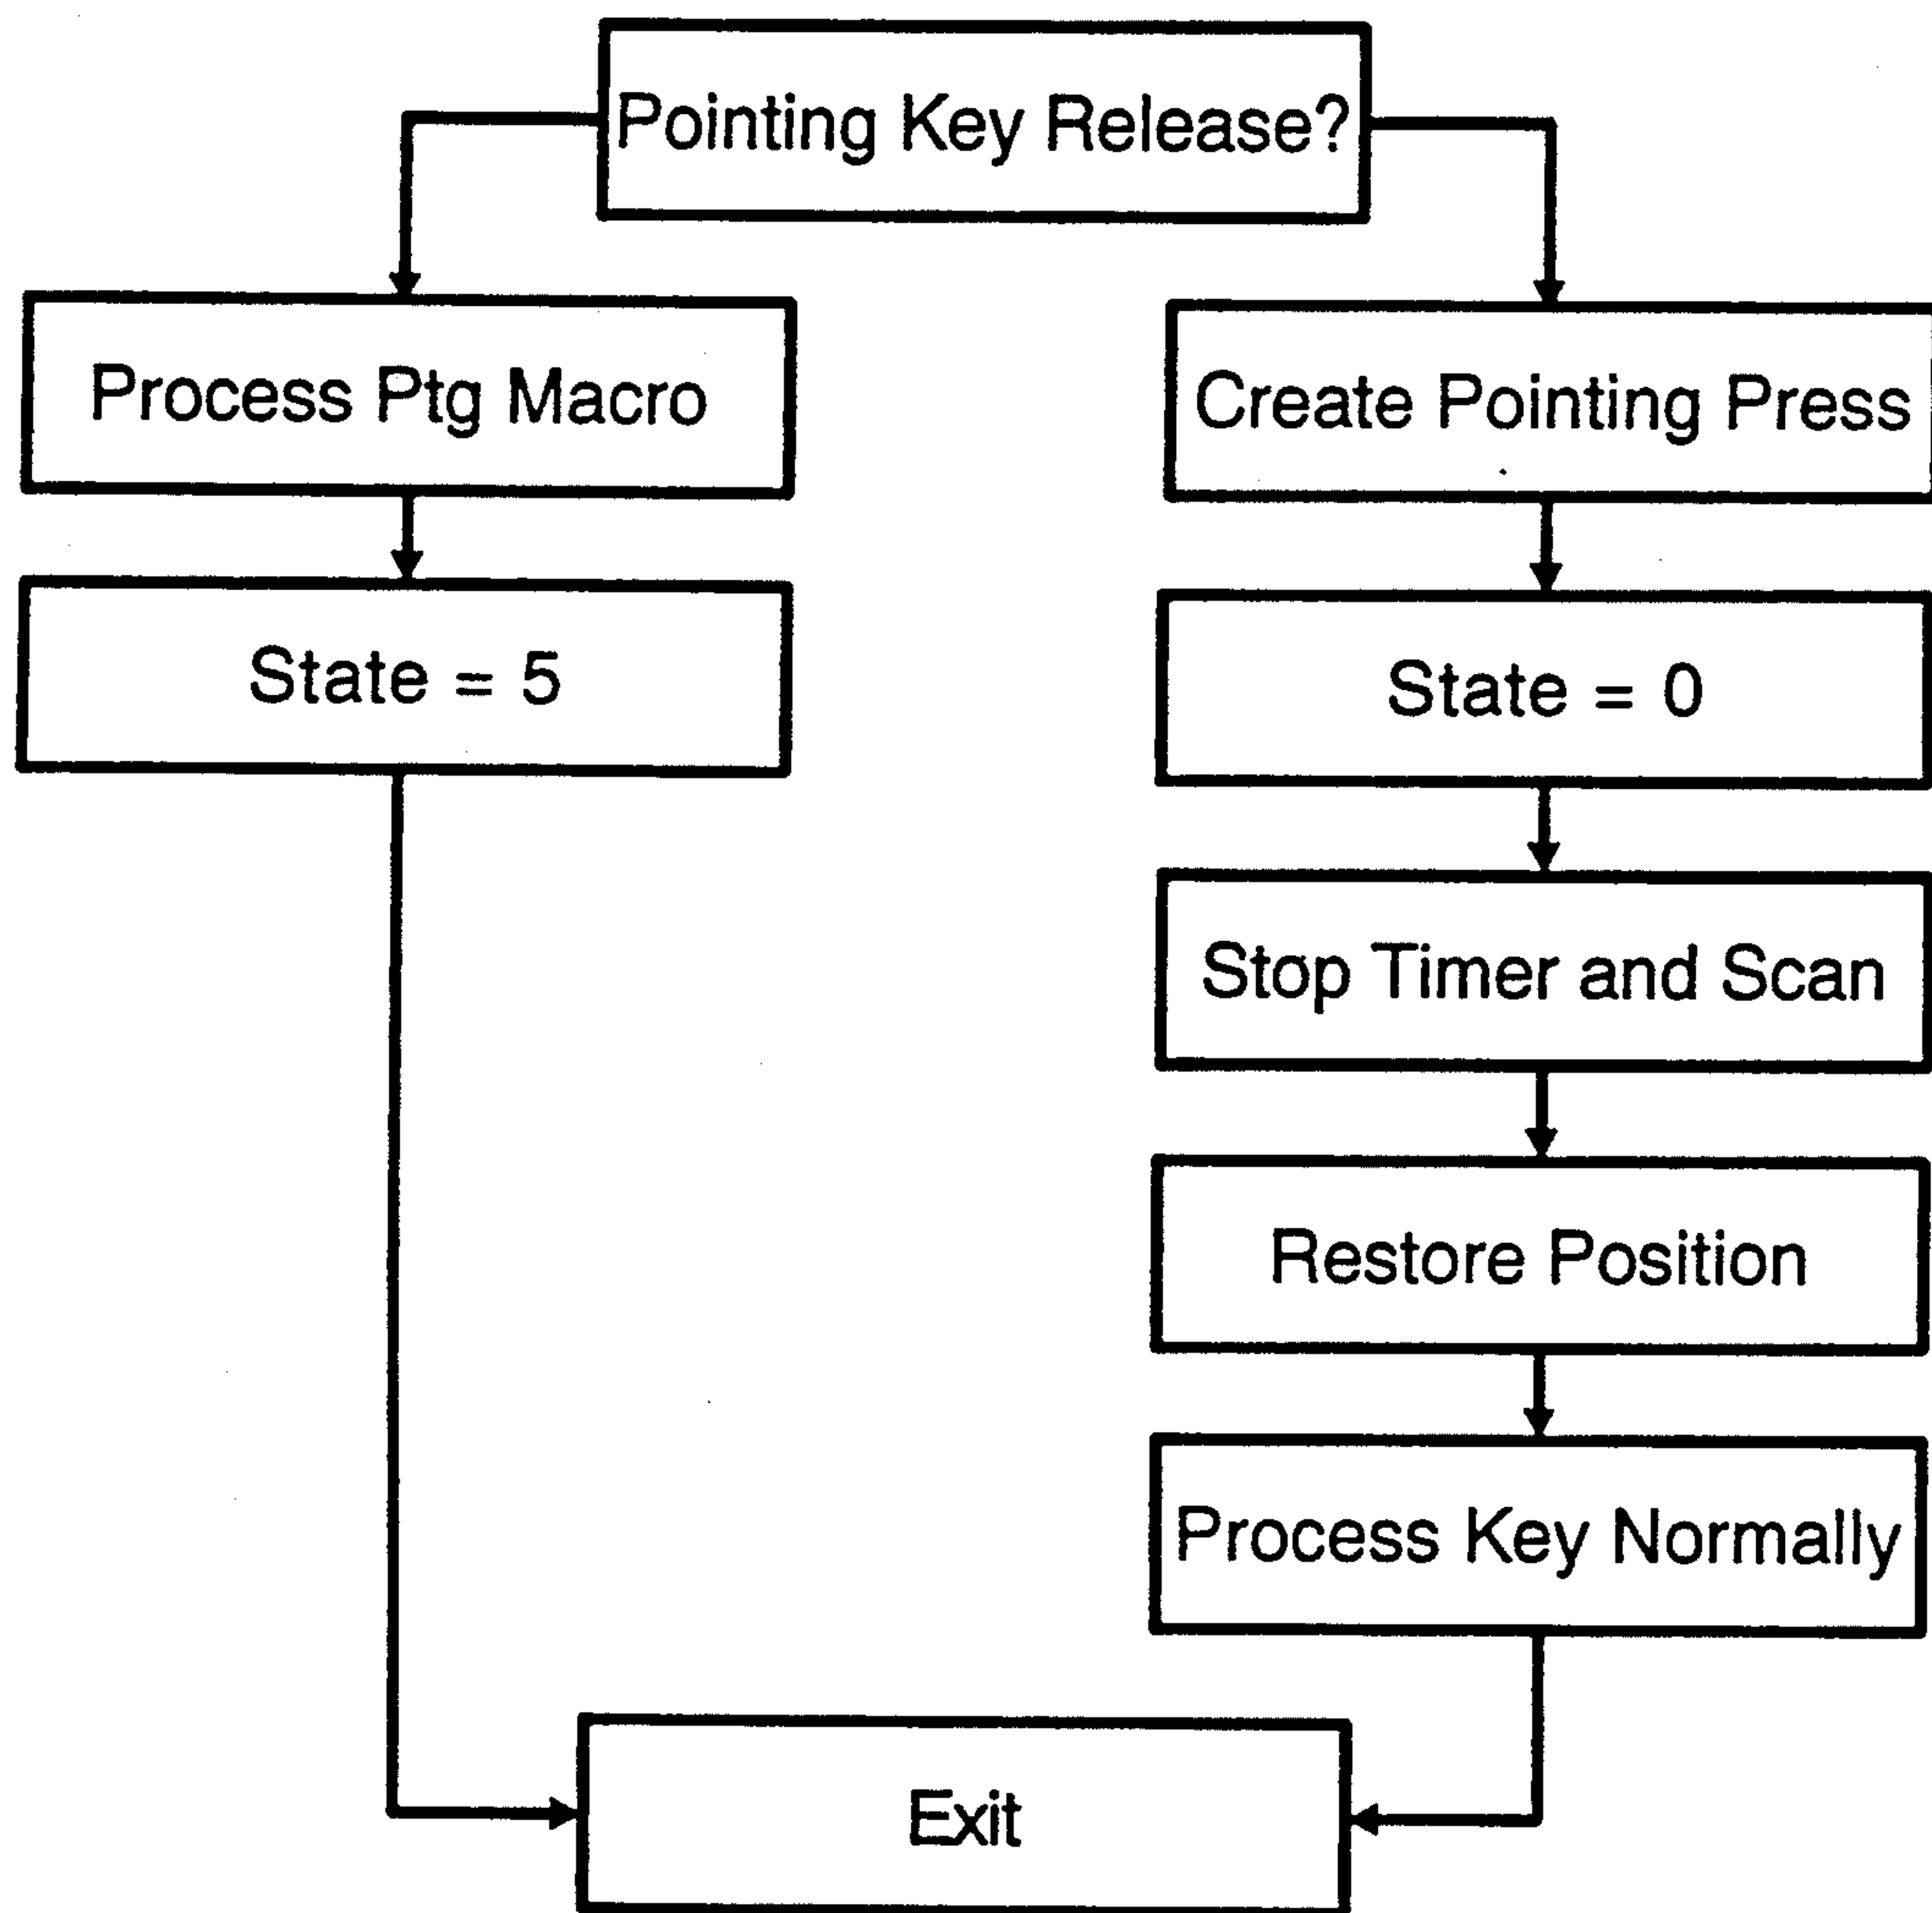 Pointing Key Release?
Process Ptg Macro
Create Pointing Press
State = 5
State = 0
Stop Timer and Scan
Restore Position
Process Key Normally
Exit